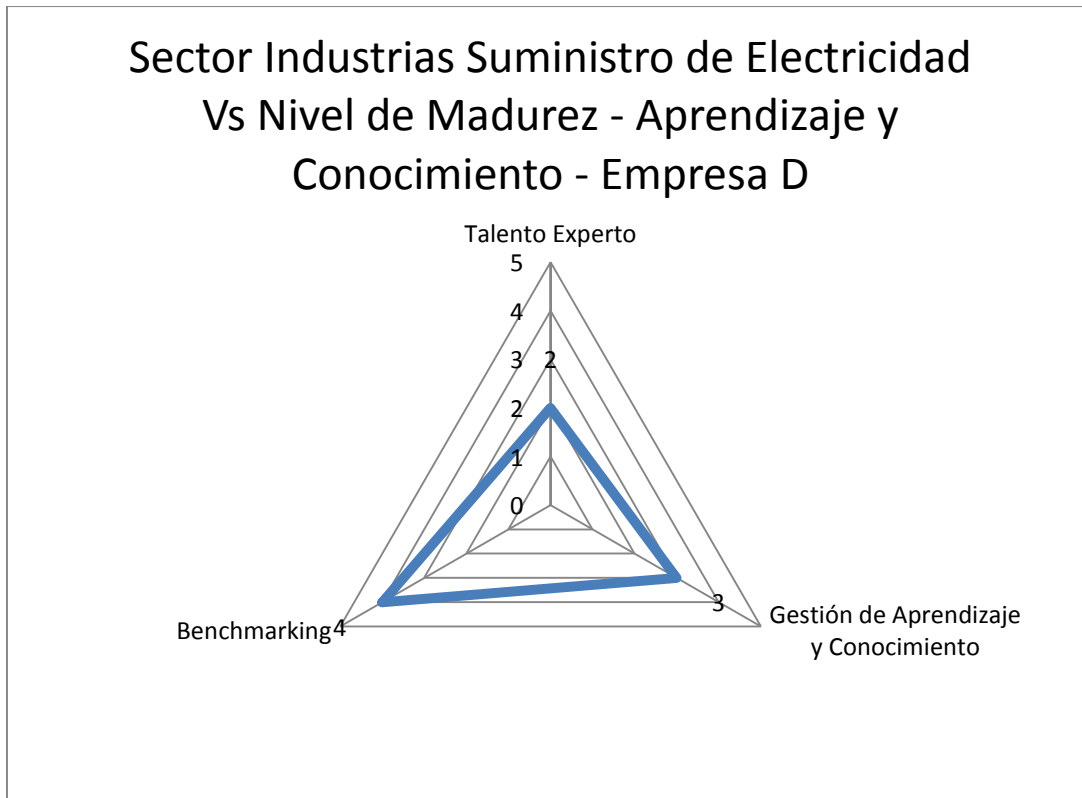 Sector Industrias Suministro de Electricidad
Vs Nivel de Madurez - Aprendizaje y
Conocimiento - Empresa D
Talento Experto
5
4
3 2
2
1
0
3
Gestión de Aprendizaje
y Conocimiento
Benchmarking 4